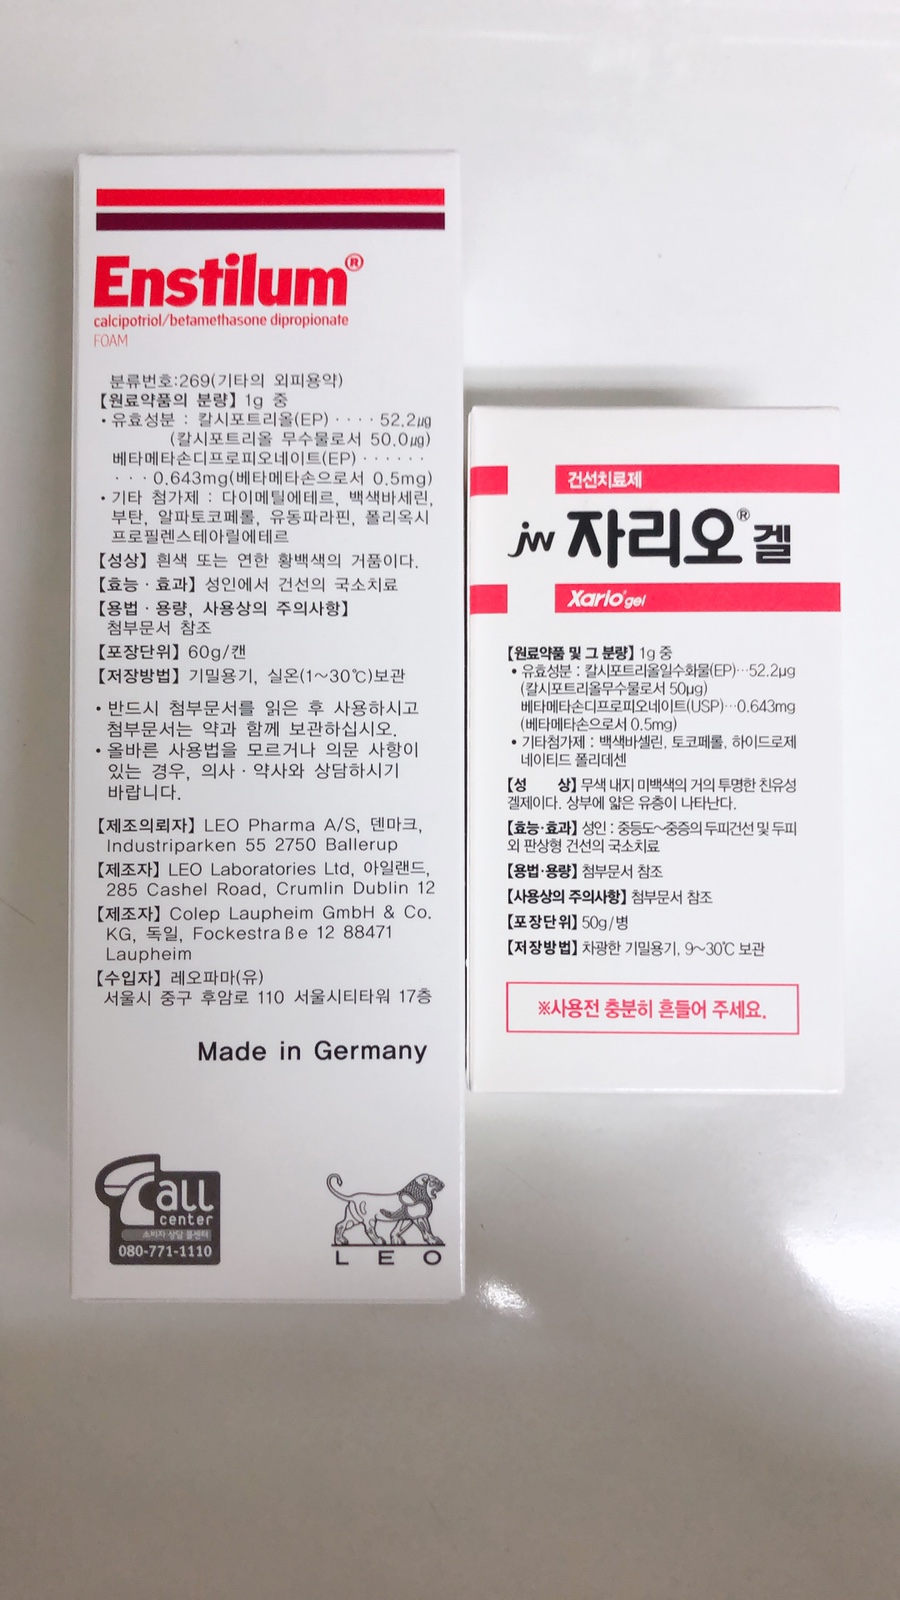 Enstilum®
calcipotriol/betamethasone dipropionate
FOAM
분류번호:269(기타의 외피용약)
【원료약품의 분량】 1g 중
• 유효성분 : 칼시포트리올(EP) ···· 52.2㎍
(칼시포트리올 무수물로서 50.0㎍)
베타메타손디프로피오네이트(EP) ······
··· 0.643mg(베타메타손으로서 0.5mg)
• 기타 첨가제 : 다이메틸에테르, 백색바세린,
부탄, 알파토코페롤, 유동파라핀, 폴리옥시
프로필렌스테아릴에테르
【성상】 흰색 또는 연한 황백색의 거품이다.
【효능·효과】 성인에서 건선의 국소치료
【용법·용량, 사용상의 주의사항】
첨부문서 참조
【포장단위】 60g/캔
【저장방법】 기밀용기, 실온(1~30℃)보관
• 반드시 첨부문서를 읽은 후 사용하시고
첨부문서는 약과 함께 보관하십시오.
• 올바른 사용법을 모르거나 의문 사항이
있는 경우, 의사·약사와 상담하시기
바랍니다.
【제조의뢰자】 LEO Pharma A/S, 덴마크,
Industriparken 55 2750 Ballerup
【제조자】 LEO Laboratories Ltd, 아일랜드,
285 Cashel Road, Crumlin Dublin 12
【제조자】 Colep Laupheim GmbH & Co.
KG, 독일, Fockestraße 12 88471
Laupheim
【수입자】 레오파마(유)
서울시 중구 후암로 110 서울시티타워 17층
Made in Germany
Call
center
소비자 상담 콜센터
080-771-1110
LEO
건선치료제
jw 자리오® 겔
Xarlo® gel
【원료약품 및 그 분량】 1g 중
• 유효성분 : 칼시포트리올일수화물(EP)···52.2㎍
(칼시포트리올무수물로서 50㎍)
베타메타손디프로피오네이트(USP)···0.643mg
(베타메타손으로서 0.5mg)
• 기타첨가제 : 백색바셀린, 토코페롤, 하이드로제
네이티드 폴리데센
【성 상】 무색 내지 미백색의 거의 투명한 친유성
겔제이다. 상부에 얇은 유층이 나타난다.
【효능·효과】 성인 : 중등도~중증의 두피건선 및 두피
외 판상형 건선의 국소치료
【용법·용량】 첨부문서 참조
【사용상의 주의사항】 첨부문서 참조
【포장단위】 50g/병
【저장방법】 차광한 기밀용기, 9~30℃ 보관
※사용전 충분히 흔들어 주세요.